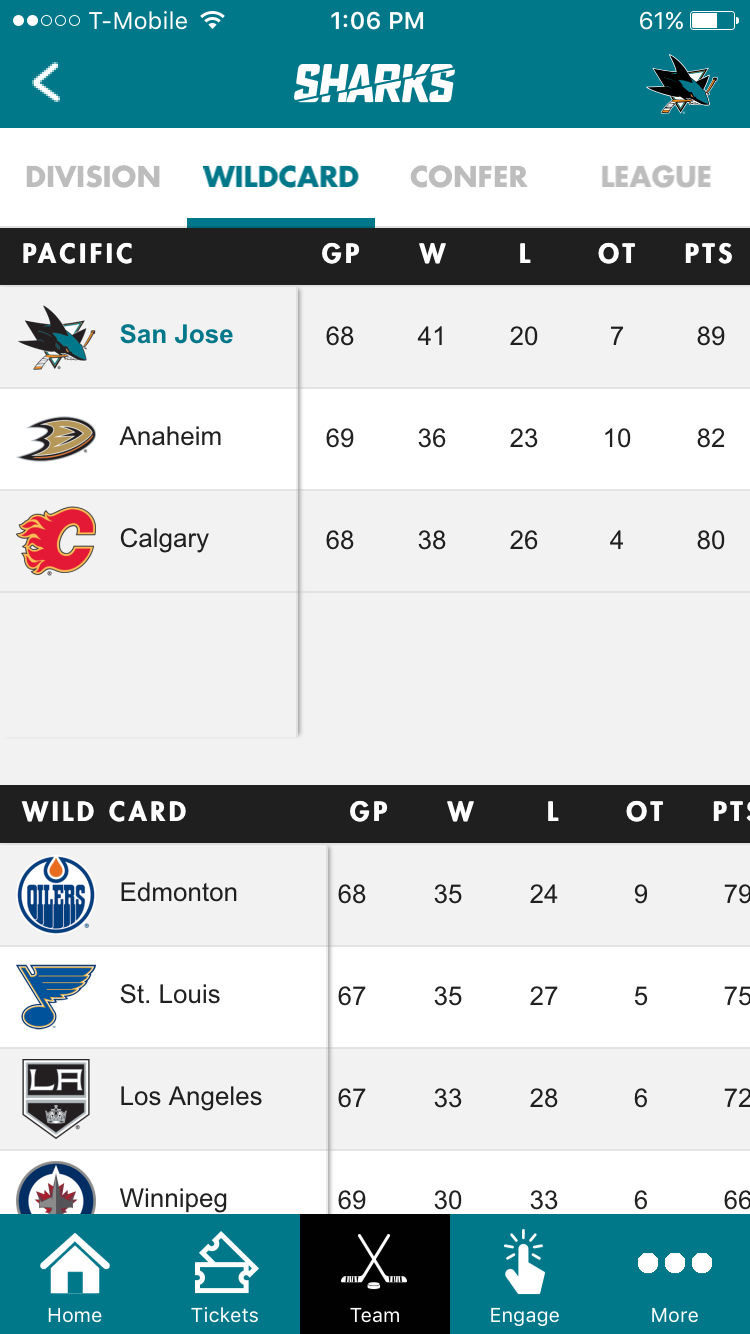 T-Mobile 1:06 PM 61%
SHARKS
DIVISION WILDCARD CONFER LEAGUE
PACIFIC GP W L OT PTS
San Jose 68 41 20 7 89
Anaheim 69 36 23 10 82
Calgary 68 38 26 4 80
WILD CARD GP W L OT PTS
OILERS Edmonton 68 35 24 9 79
St. Louis 67 35 27 5 75
LA Los Angeles 67 33 28 6 72
Winnipeg 69 30 33 6 66
Home Tickets Team Engage More